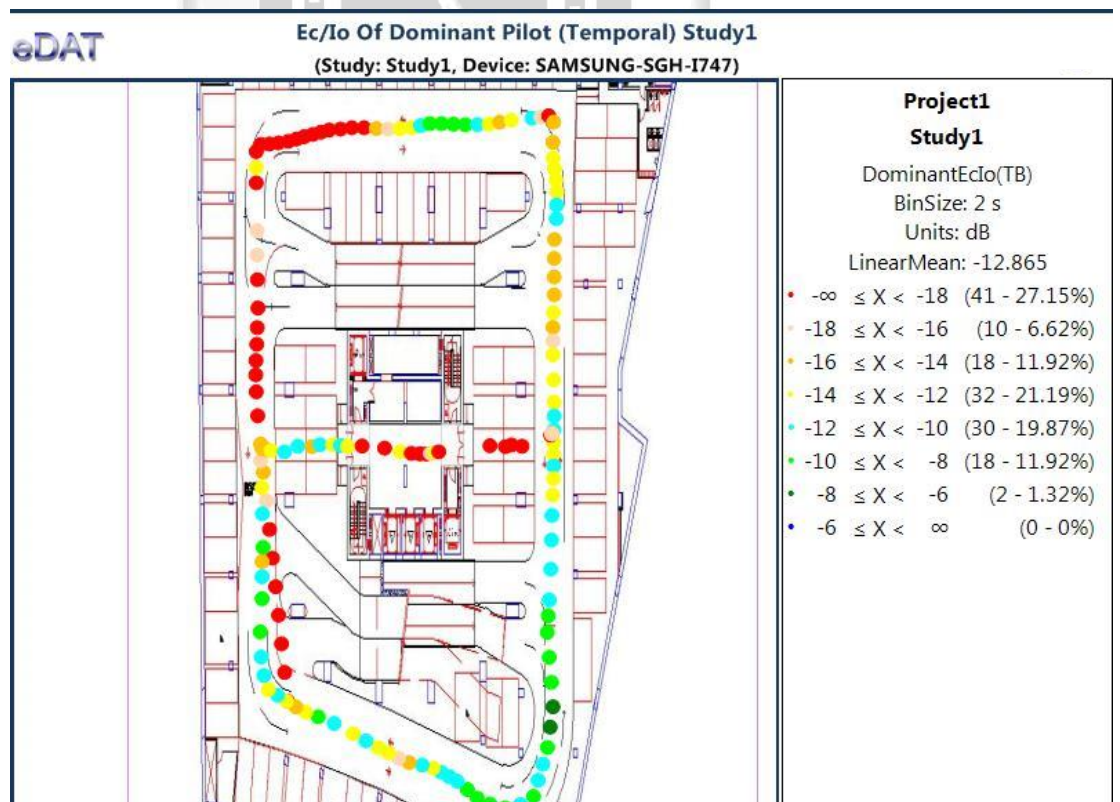 eDAT
Ec/Io Of Dominant Pilot (Temporal) Study1
(Study: Study1, Device: SAMSUNG-SGH-I747)
Project1
Study1
DominantEcIo(TB)
BinSize: 2 s
Units: dB
LinearMean: -12.865
-∞ ≤ X < -18 (41 - 27.15%)
-18 ≤ X < -16 (10 - 6.62%)
-16 ≤ X < -14 (18 - 11.92%)
-14 ≤ X < -12 (32 - 21.19%)
-12 ≤ X < -10 (30 - 19.87%)
-10 ≤ X < -8 (18 - 11.92%)
-8 ≤ X < -6 (2 - 1.32%)
-6 ≤ X < ∞ (0 - 0%)